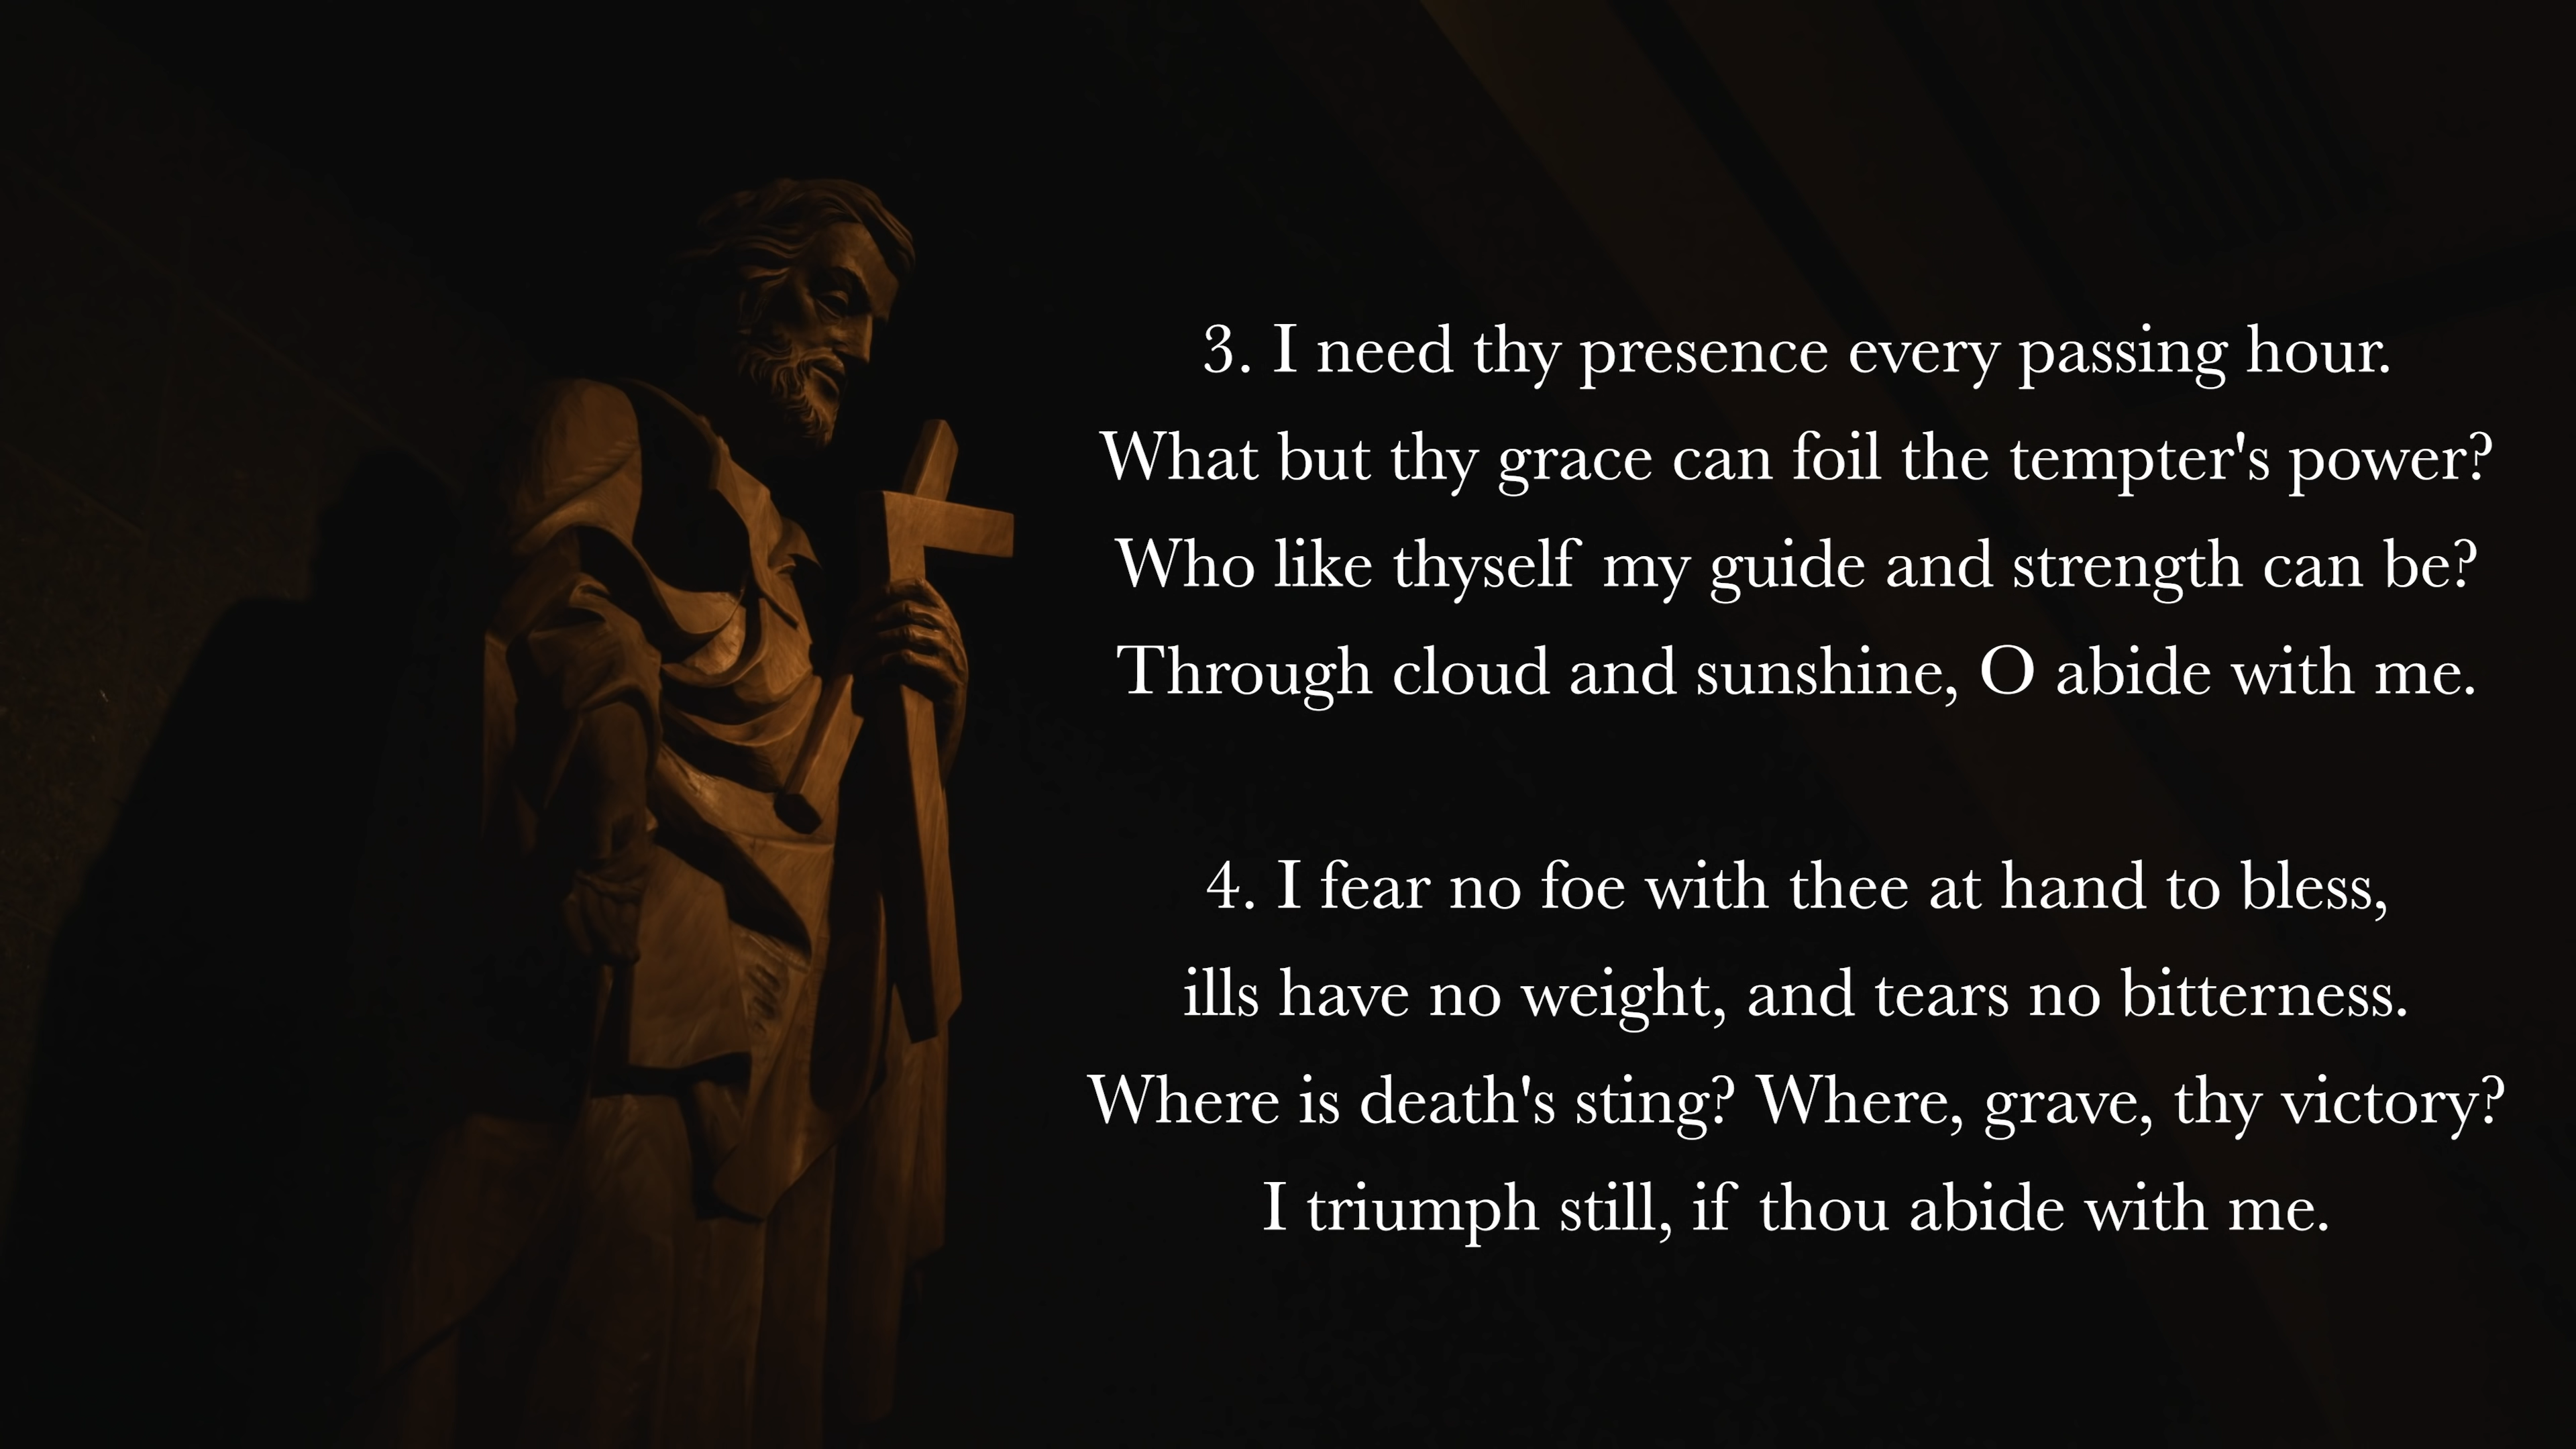 3. I need thy presence every passing hour.
What but thy grace can foil the tempter's power?
Who like thyself my guide and strength can be?
Through cloud and sunshine, O abide with me.
4. I fear no foe with thee at hand to bless,
ills have no weight, and tears no bitterness.
Where is death's sting? Where, grave, thy victory?
I triumph still, if thou abide with me.